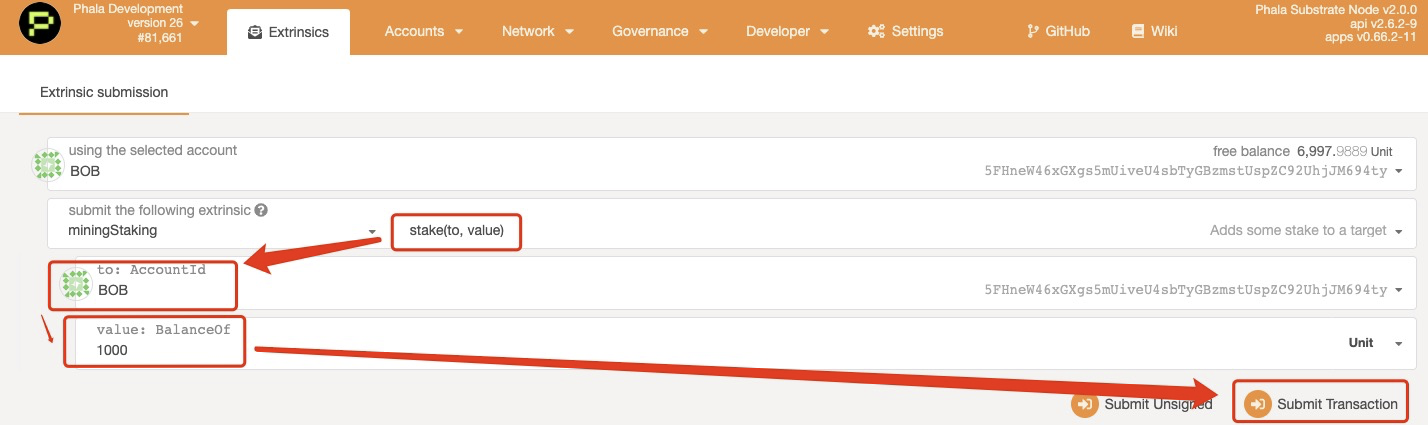 Phala Development
version 26
#81,661
Extrinsics
Accounts
Network
Governance
Developer
Settings
GitHub
Wiki
Phala Substrate Node v2.0.0
api v2.6.2-9
apps v0.66.2-11
Extrinsic submission
using the selected account
BOB
free balance 6,997.9889 Unit
5FHneW46xGXgs5mUiveU4sbTyGBzmstUspZC92UhjJM694ty
submit the following extrinsic
miningStaking
stake(to, value)
Adds some stake to a target
to: AccountId
BOB
5FHneW46xGXgs5mUiveU4sbTyGBzmstUspZC92UhjJM694ty
value: BalanceOf
1000
Unit
Submit Unsigned
Submit Transaction